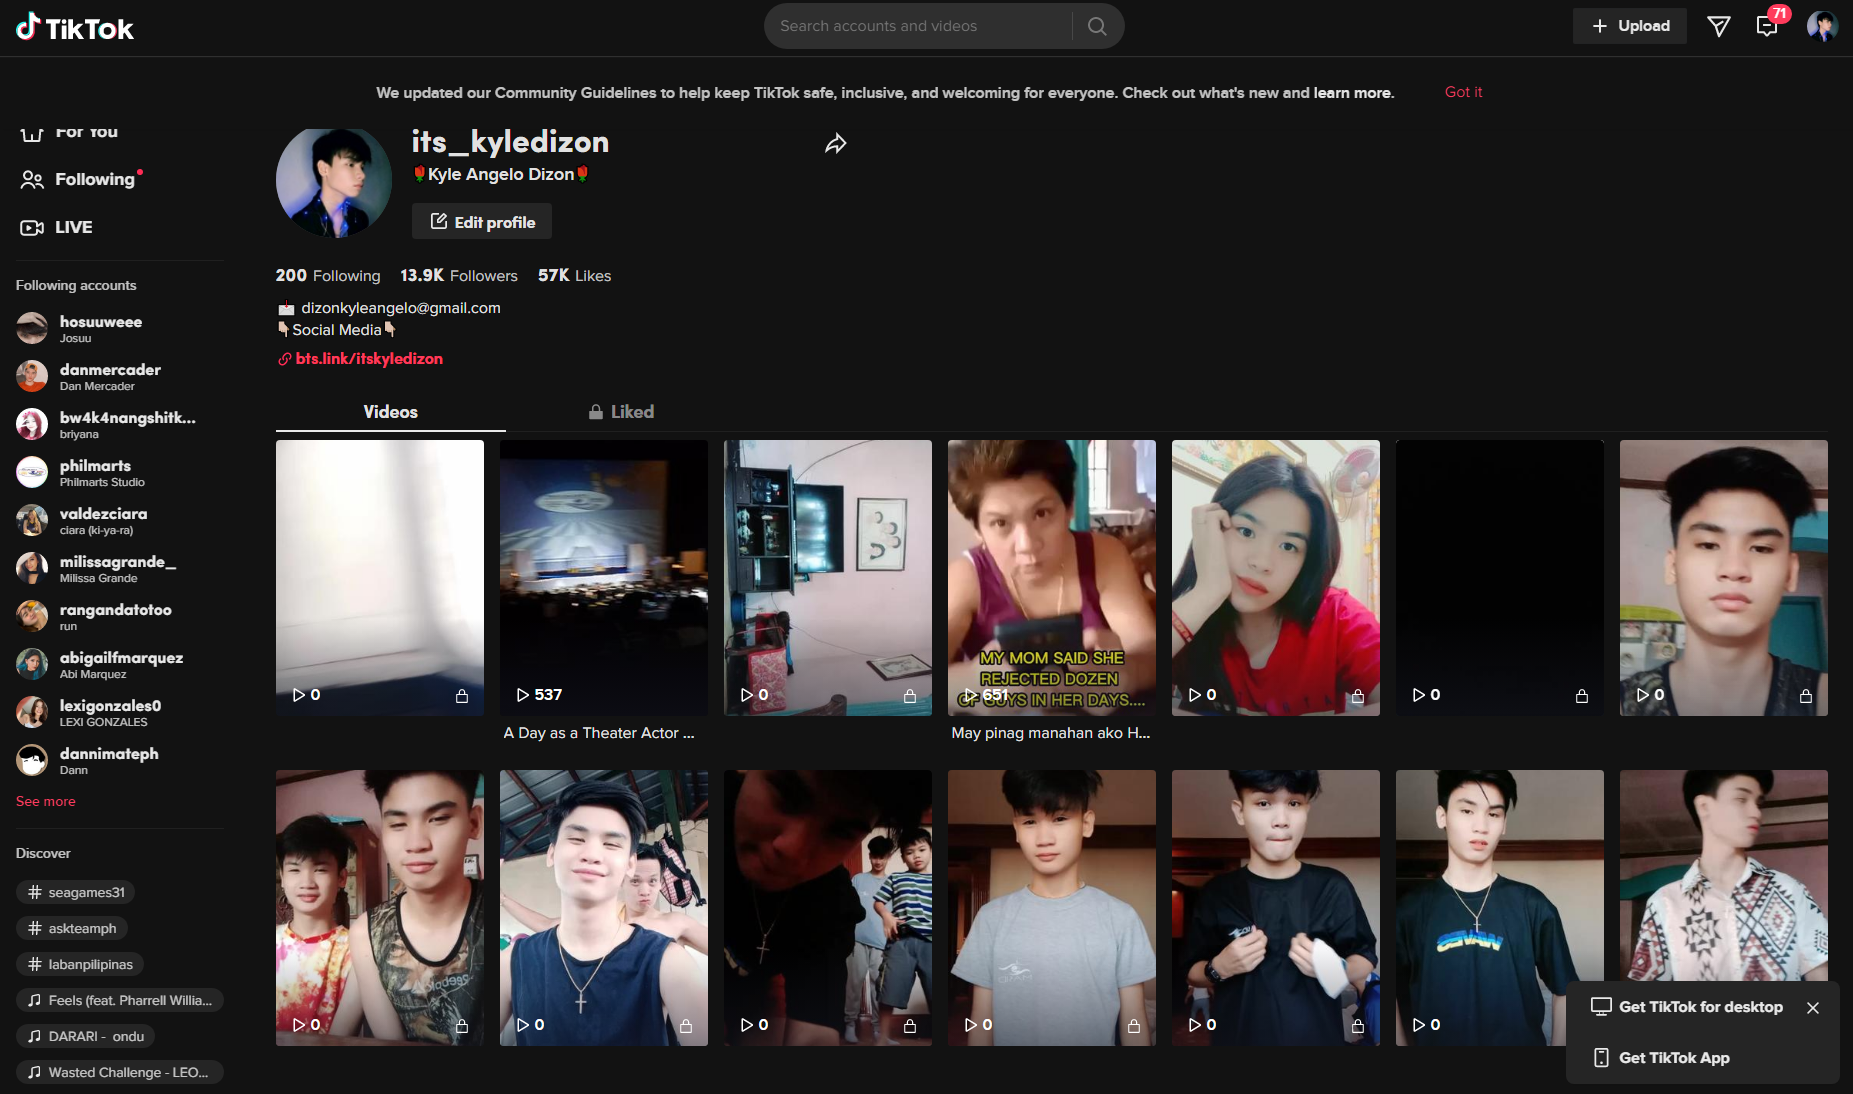 TikTok
Search accounts and videos
Upload
71
We updated our Community Guidelines to help keep TikTok safe, inclusive, and welcoming for everyone. Check out what's new and learn more.
Got it
For You
Following
LIVE
Following accounts
hosuuweee
Josuu
danmercader
Dan Mercader
bw4k4nangshitk...
briyana
philmarts
Philmarts Studio
valdezciara
ciara (ki-ya-ra)
milissagrande_
Milissa Grande
rangandatotoo
run
abigailfmarquez
Abi Marquez
lexigonzales0
LEXI GONZALES
dannimateph
Dann
See more
Discover
# seagames31
# askteamph
# labanpilipinas
Feels (feat. Pharrell Willia...
DARARI - ondu
Wasted Challenge - LEO...
its_kyledizon
🌹Kyle Angelo Dizon🌹
Edit profile
200 Following 13.9K Followers 57K Likes
📩 dizonkyleangelo@gmail.com
👇🏻Social Media👇🏻
bts.link/itskyledizon
Videos
Liked
0
537
0
MY MOM SAID SHE
REJECTED DOZEN
OF GUYS IN HER DAYS....
651
0
0
0
A Day as a Theater Actor ...
May pinag manahan ako H...
0
0
0
0
0
0
Get TikTok for desktop
Get TikTok App